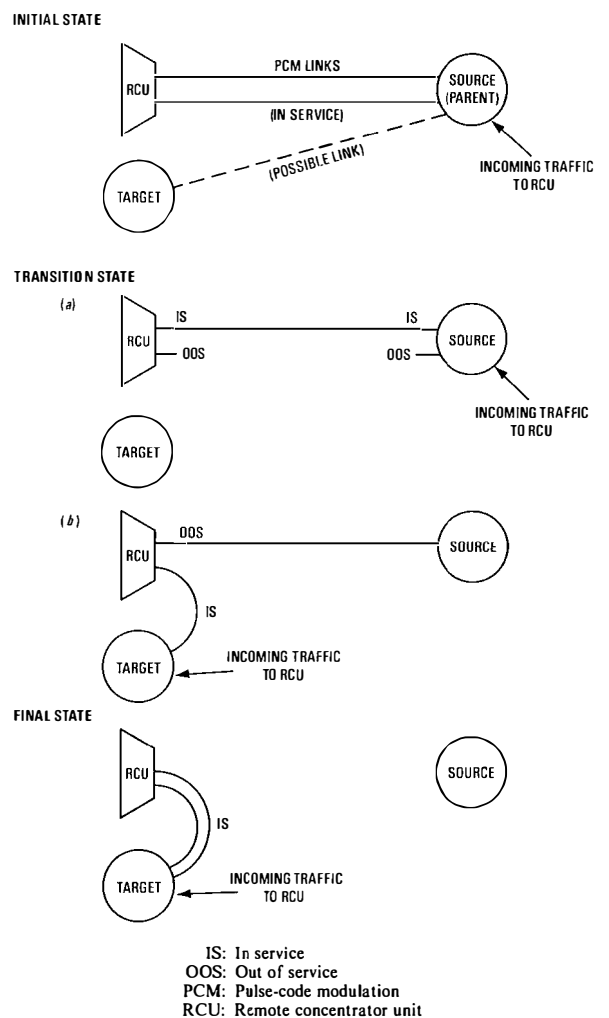 INITIAL STATE
PCM LINKS
RCU
SOURCE
(PARENT)
(IN SERVICE)
(POSSIBLE LINK)
INCOMING TRAFFIC
TO RCU
TARGET
TRANSITION STATE
(a)
IS
IS
RCU
SOURCE
OOS
OOS
INCOMING TRAFFIC
TO RCU
TARGET
(b)
OOS
RCU
SOURCE
IS
TARGET
INCOMING TRAFFIC
TO RCU
FINAL STATE
RCU
SOURCE
IS
TARGET
INCOMING TRAFFIC
TO RCU
IS: In service
OOS: Out of service
PCM: Pulse-code modulation
RCU: Remote concentrator unit